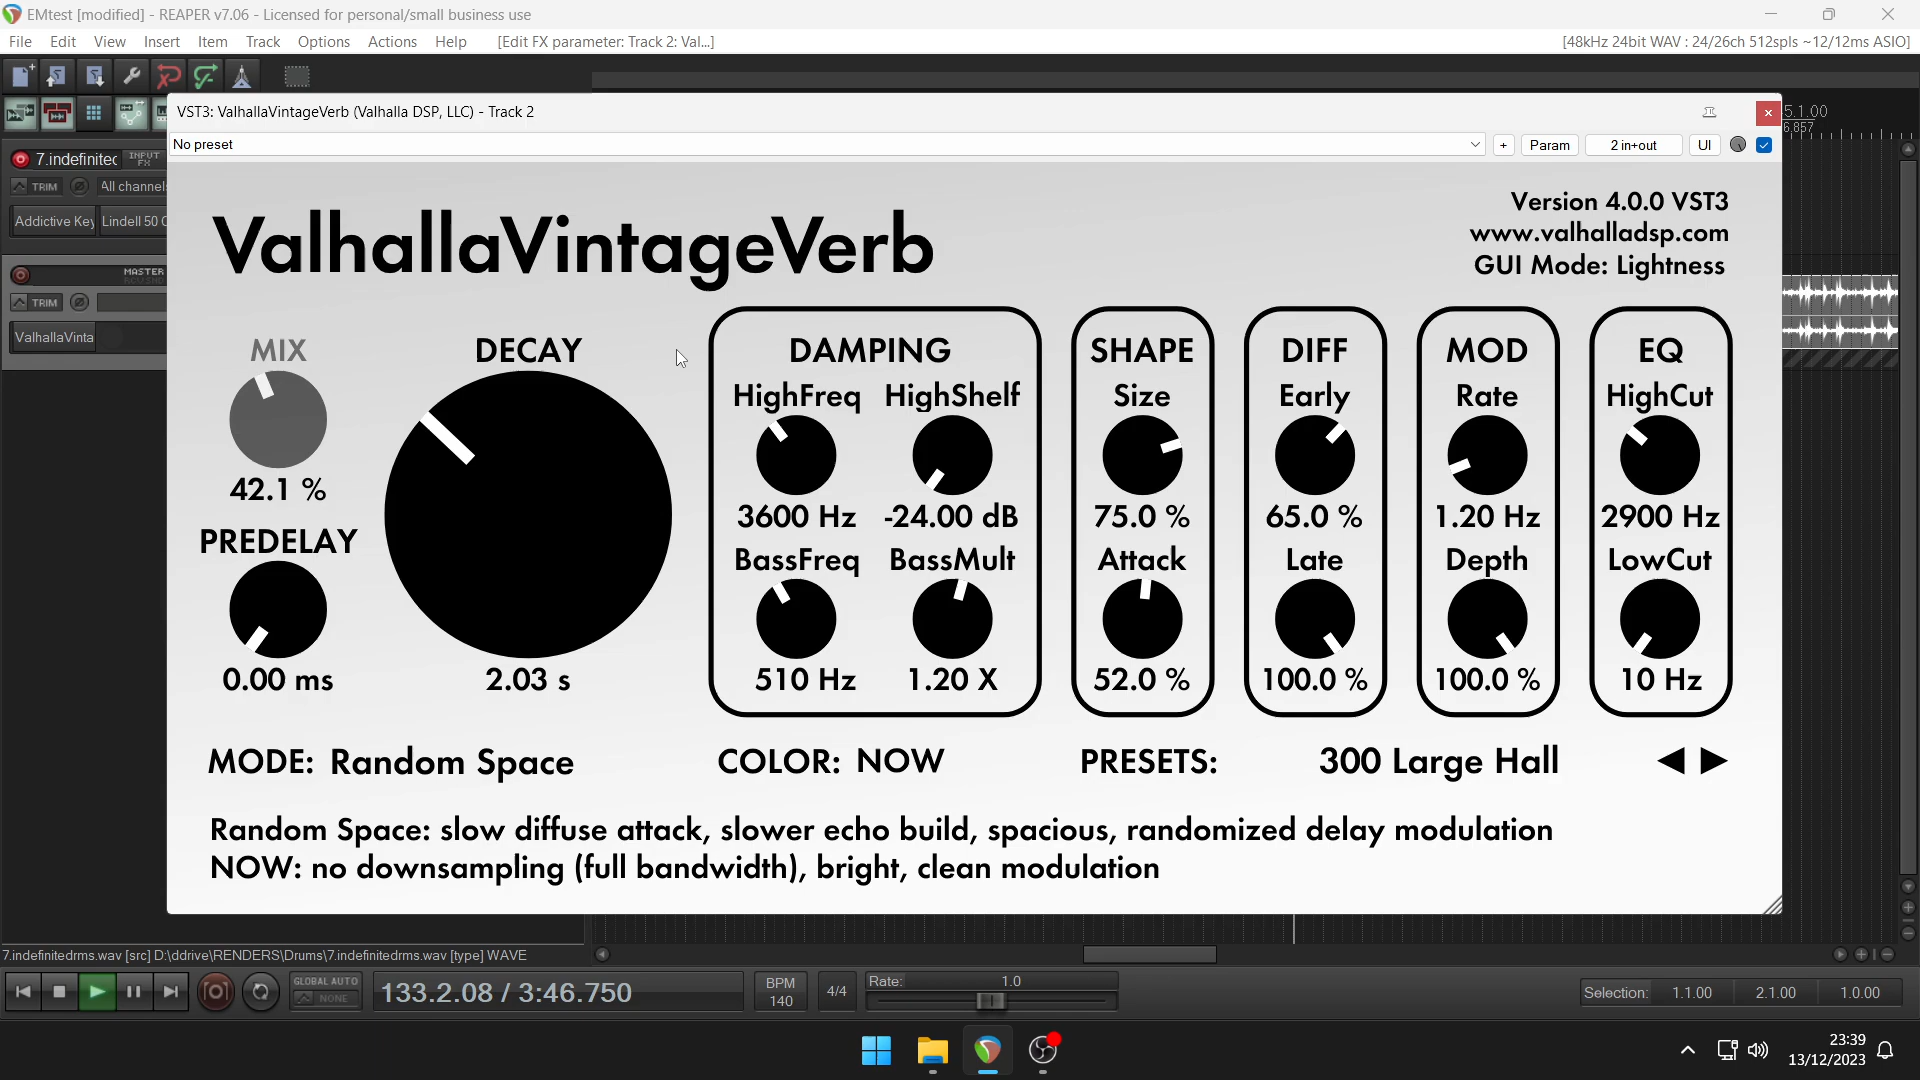 EMtest [modified] - REAPER v7.06 - Licensed for personal/small business use
File Edit View Insert Item Track Options Actions Help [Edit FX parameter: Track 2: Val...] [48kHz 24bit WAV : 24/26ch 512spls ~12/12ms ASIO]
VST3: ValhallaVintageVerb (Valhalla DSP, LLC) - Track 2
5.1.00
6.857
No preset + Param 2 in+out UI
7.indefinitec INPUT FX
TRIM All channel
Addictive Key Lindell 50 C
MASTER
TRIM
ValhallaVinta
ValhallaVintageVerb
Version 4.0.0 VST3
www.valhalladsp.com
GUI Mode: Lightness
MIX DECAY DAMPING SHAPE DIFF MOD EQ
HighFreq HighShelf Size Early Rate HighCut
42.1 %
3600 Hz -24.00 dB 75.0 % 65.0 % 1.20 Hz 2900 Hz
PREDELAY
BassFreq BassMult Attack Late Depth LowCut
0.00 ms 2.03 s 510 Hz 1.20 X 52.0 % 100.0 % 100.0 % 10 Hz
MODE: Random Space COLOR: NOW PRESETS: 300 Large Hall
Random Space: slow diffuse attack, slower echo build, spacious, randomized delay modulation
NOW: no downsampling (full bandwidth), bright, clean modulation
7.indefinitedrms.wav [src] D:\ddrive\RENDERS\Drums\7.indefinitedrms.wav [type] WAVE
GLOBAL AUTO
NONE
133.2.08 / 3:46.750
BPM
140
4/4
Rate: 1.0
Selection: 1.1.00 2.1.00 1.0.00
23:39
13/12/2023